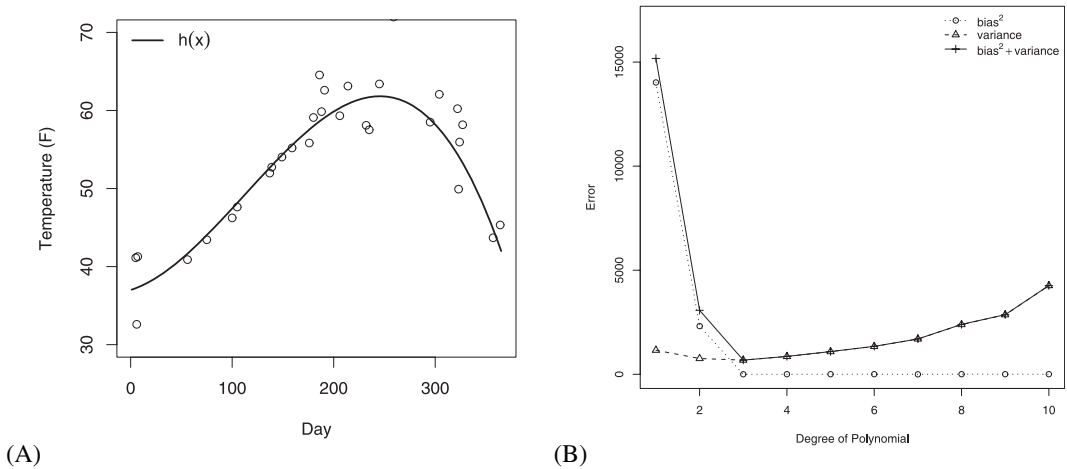 h(x)
70
60
50
40
30
Temperature (F)
0
100
200
300
Day
(A)
bias²
variance
bias² + variance
15000
10000
5000
0
Error
2
4
6
8
10
Degree of Polynomial
(B)